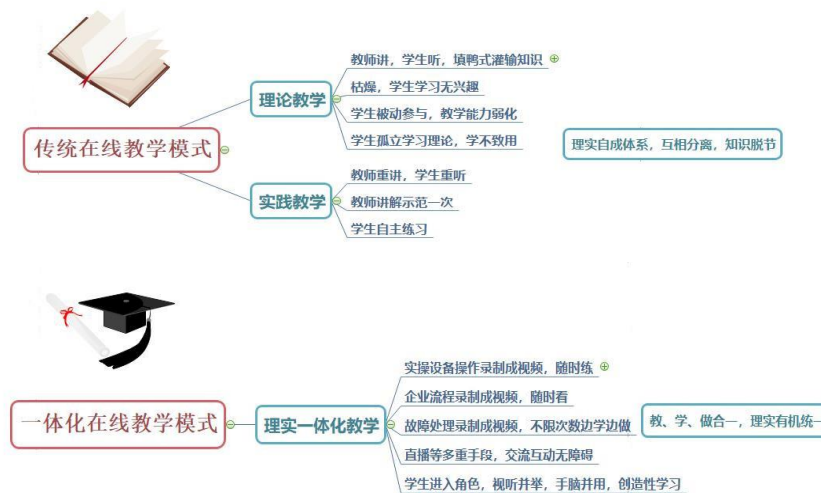 传统在线教学模式
理论教学
教师讲，学生听，填鸭式灌输知识
枯燥，学生学习无兴趣
学生被动参与，教学能力弱化
学生孤立学习理论，学不致用
实践教学
教师重讲，学生重听
教师讲解示范一次
学生自主练习
理实自成体系，互相分离，知识脱节
一体化在线教学模式
理实一体化教学
实操设备操作录制成视频，随时练
企业流程录制成视频，随时看
故障处理录制成视频，不限次数边学边做
直播等多重手段，交流互动无障碍
学生进入角色，视听并举，手脑并用，创造性学习
教、学、做合一，理实有机统一